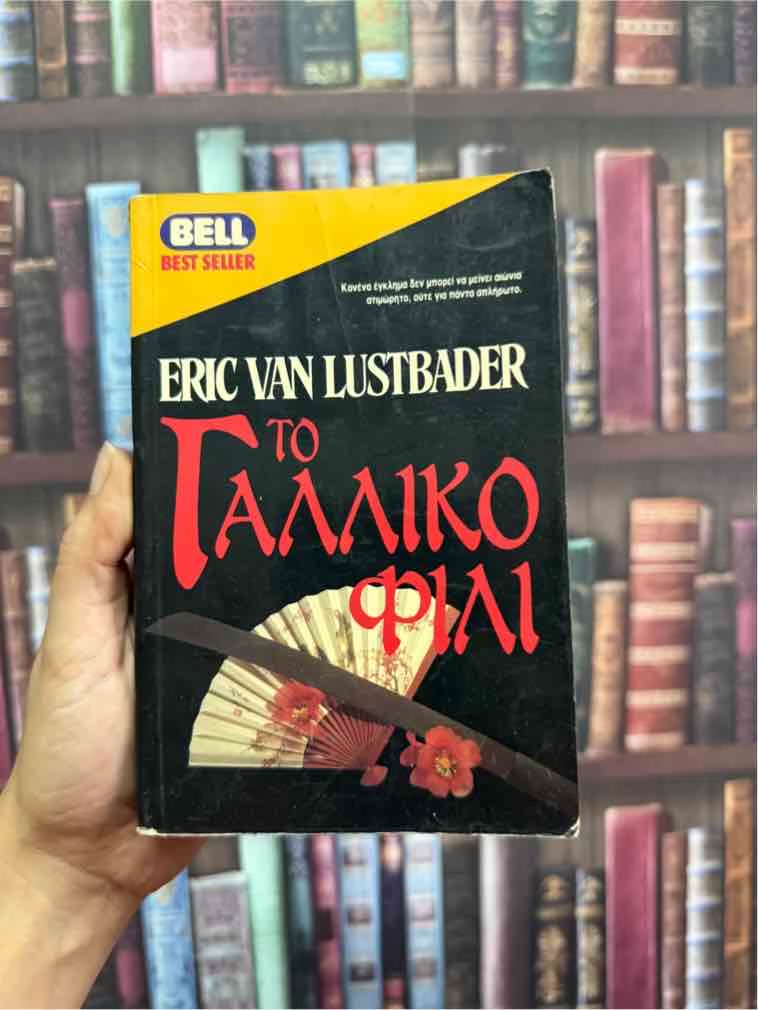 BELL
BEST SELLER
Κανένα έγκλημα δεν μπορεί να μείνει αιώνια
ατιμώρητο, ούτε για πάντα απλήρωτο.
ERIC VAN LUSTBADER
ΤΟ
ΓΑΛΛΙΚΟ
ΦΙΛΙ